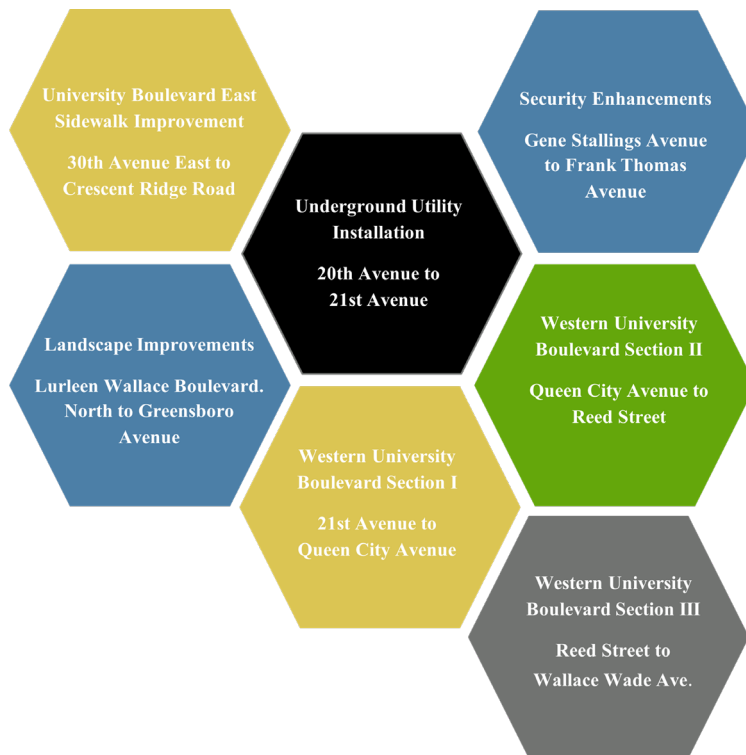 University Boulevard East
Sidewalk Improvement
30th Avenue East to
Crescent Ridge Road
Security Enhancements
Gene Stallings Avenue
to Frank Thomas
Avenue
Underground Utility
Installation
20th Avenue to
21st Avenue
Landscape Improvements
Lurleen Wallace Boulevard.
North to Greensboro
Avenue
Western University
Boulevard Section II
Queen City Avenue to
Reed Street
Western University
Boulevard Section I
21st Avenue to
Queen City Avenue
Western University
Boulevard Section III
Reed Street to
Wallace Wade Ave.